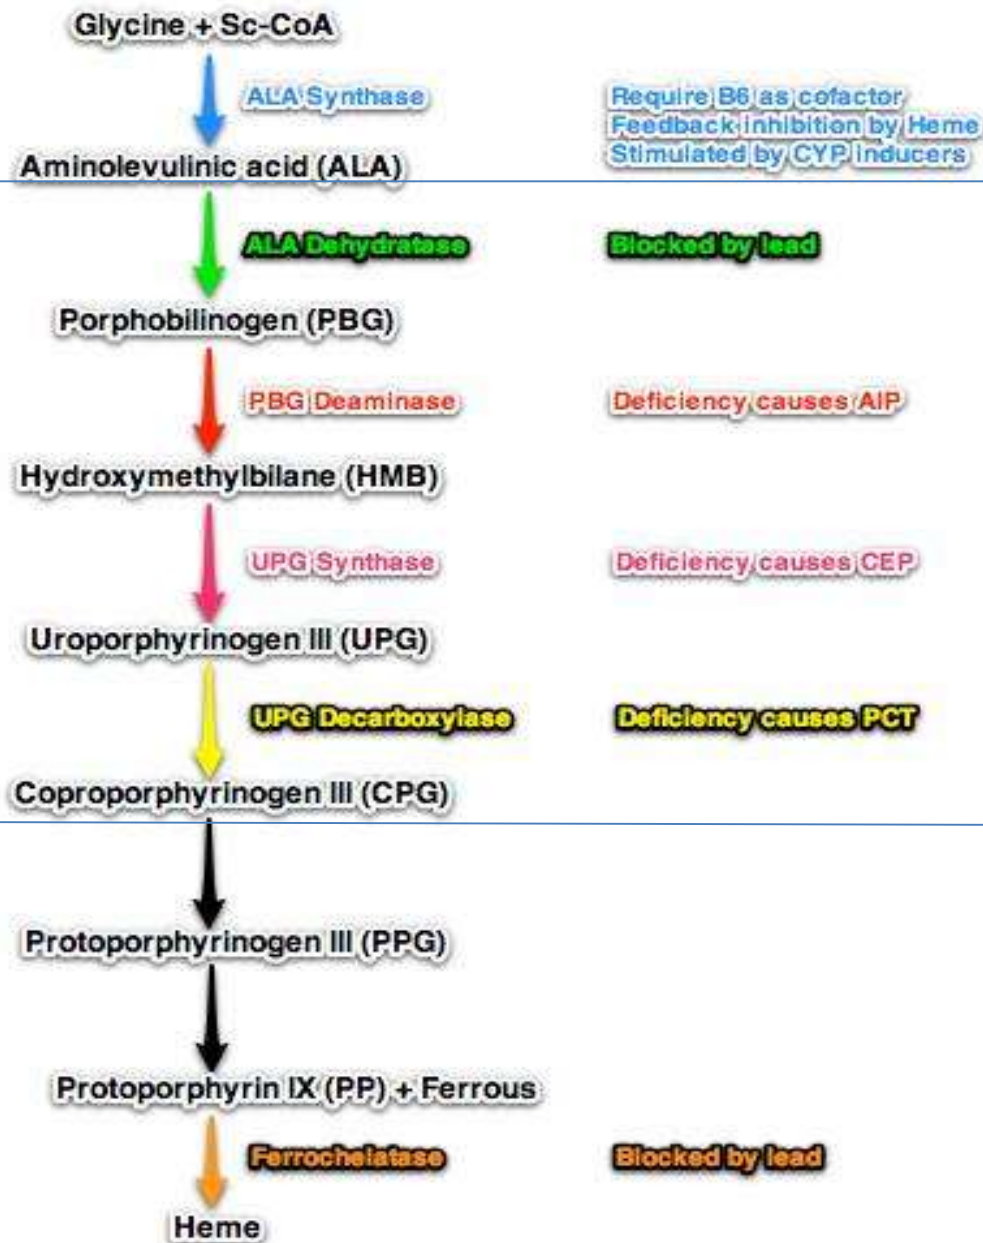 Glycine + Sc-CoA
ALA Synthase
Require B6 as cofactor
Feedback inhibition by Heme
Stimulated by CYP inducers
Aminolevulinic acid (ALA)
ALA Dehydratase
Blocked by lead
Porphobilinogen (PBG)
PBG Deaminase
Deficiency causes AIP
Hydroxymethylbilane (HMB)
UPG Synthase
Deficiency causes CEP
Uroporphyrinogen III (UPG)
UPG Decarboxylase
Deficiency causes PCT
Coproporphyrinogen III (CPG)
Protoporphyrinogen III (PPG)
Protoporphyrin IX (PP) + Ferrous
Ferrochelatase
Blocked by lead
Heme